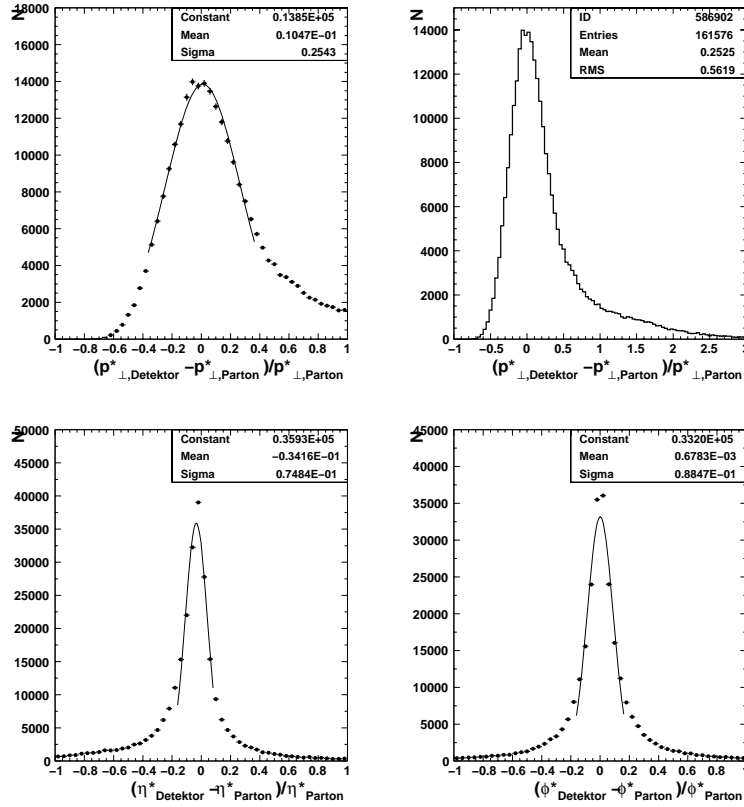 N
Constant 0.1385E+05
Mean 0.1047E-01
Sigma 0.2543
18000
16000
14000
12000
10000
8000
6000
4000
2000
0
−1 −0.8 −0.6 −0.4 −0.2 0 0.2 0.4 0.6 0.8 1
(p*⊥,Detektor −p*⊥,Parton )/p*⊥,Parton
N
ID 586902
Entries 161576
Mean 0.2525
RMS 0.5619
14000
12000
10000
8000
6000
4000
2000
0
−1 −0.5 0 0.5 1 1.5 2 2.5 3
(p*⊥,Detektor −p*⊥,Parton )/p*⊥,Parton
N
Constant 0.3593E+05
Mean −0.3416E-01
Sigma 0.7484E-01
50000
45000
40000
35000
30000
25000
20000
15000
10000
5000
0
−1 −0.8 −0.6 −0.4 −0.2 0 0.2 0.4 0.6 0.8 1
(η*Detektor −η*Parton )/η*Parton
N
Constant 0.3320E+05
Mean 0.6783E-03
Sigma 0.8847E-01
45000
40000
35000
30000
25000
20000
15000
10000
5000
0
−1 −0.8 −0.6 −0.4 −0.2 0 0.2 0.4 0.6 0.8 1
(ϕ*Detektor −ϕ*Parton )/ϕ*Parton